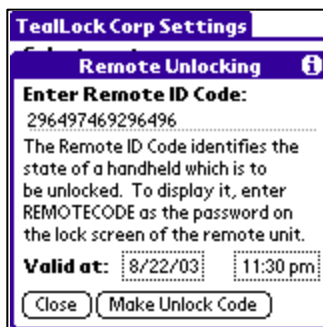 TealLock Corp Settings
Remote Unlocking
Enter Remote ID Code:
296497469296496
The Remote ID Code identifies the
state of a handheld which is to
be unlocked. To display it, enter
REMOTECODE as the password on
the lock screen of the remote unit.
Valid at: 8/22/03 11:30 pm
Close Make Unlock Code